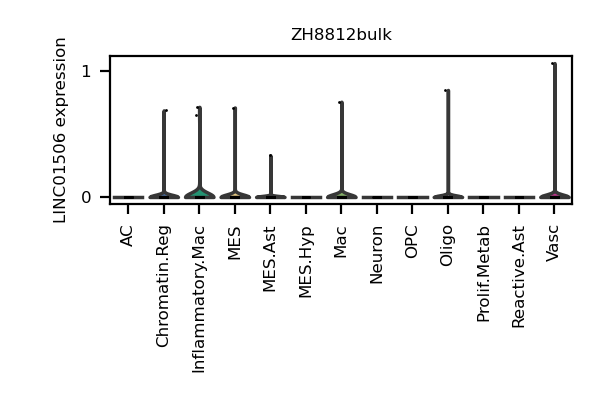 ZH8812bulk
LINC01506 expression
1
0
AC
Chromatin.Reg
Inflammatory.Mac
MES
MES.Ast
MES.Hyp
Mac
Neuron
OPC
Oligo
Prolif.Metab
Reactive.Ast
Vasc